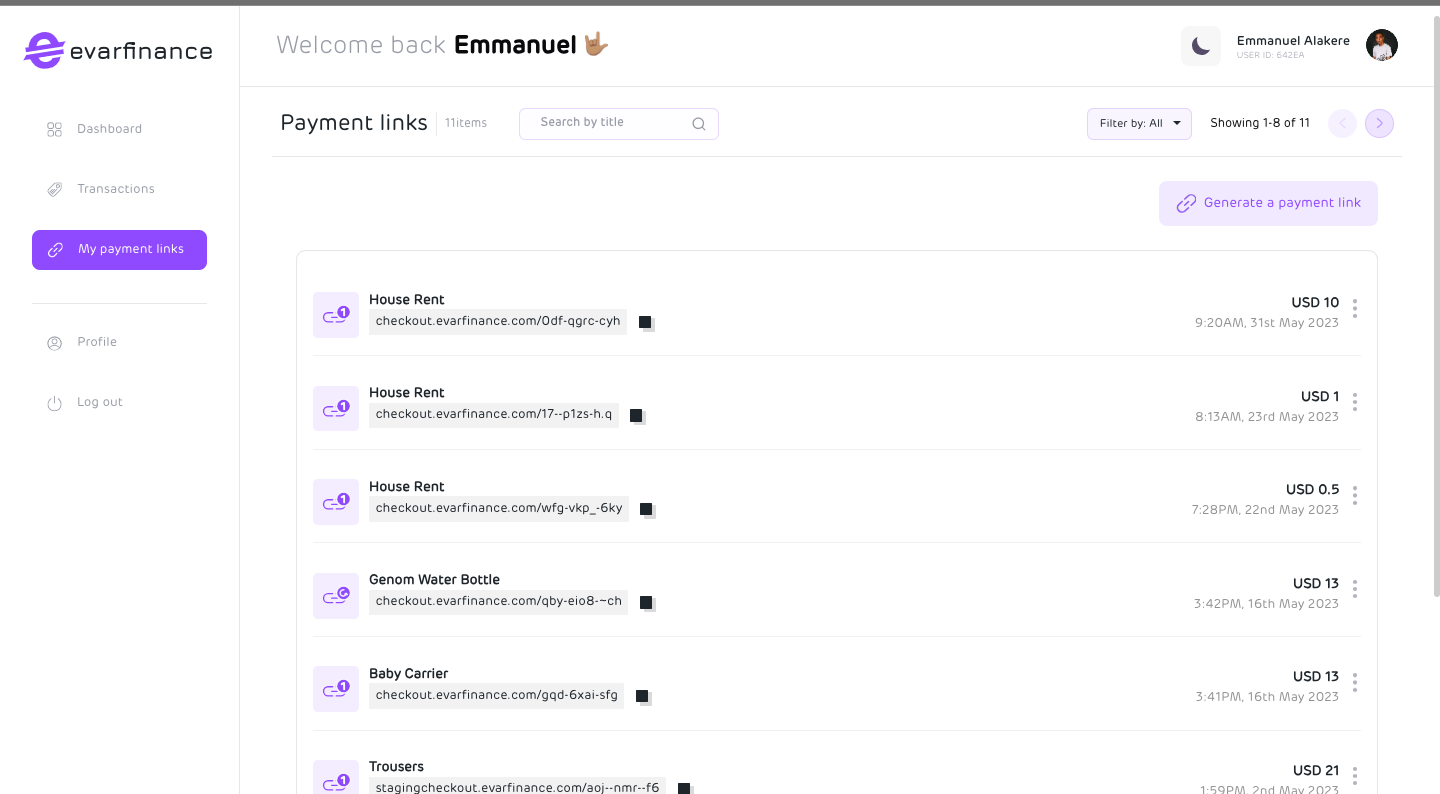 evarfinance
Welcome back Emmanuel
Emmanuel Alakere
USER ID: 642EA
Dashboard
Transactions
My payment links
Profile
Log out
Payment links
11items
Search by title
Filter by: All
Showing 1-8 of 11
Generate a payment link
House Rent
checkout.evarfinance.com/0df-qgrc-cyh
USD 10
9:20AM, 31st May 2023
House Rent
checkout.evarfinance.com/17--p1zs-h.q
USD 1
8:13AM, 23rd May 2023
House Rent
checkout.evarfinance.com/wfg-vkp_-6ky
USD 0.5
7:28PM, 22nd May 2023
Genom Water Bottle
checkout.evarfinance.com/qby-eio8-~ch
USD 13
3:42PM, 16th May 2023
Baby Carrier
checkout.evarfinance.com/gqd-6xai-sfg
USD 13
3:41PM, 16th May 2023
Trousers
stagingcheckout.evarfinance.com/aoj--nmr--f6
USD 21
1:59PM, 2nd May 2023